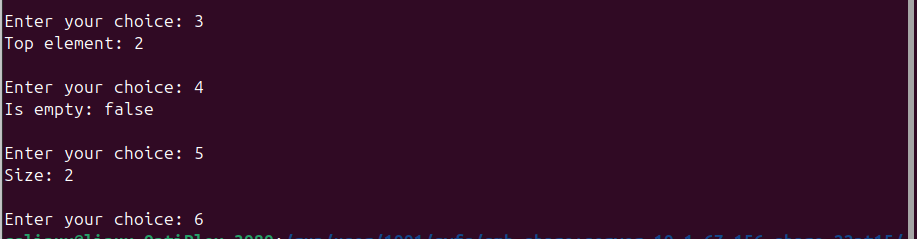 Enter your choice: 3
Top element: 2
Enter your choice: 4
Is empty: false
Enter your choice: 5
Size: 2
Enter your choice: 6